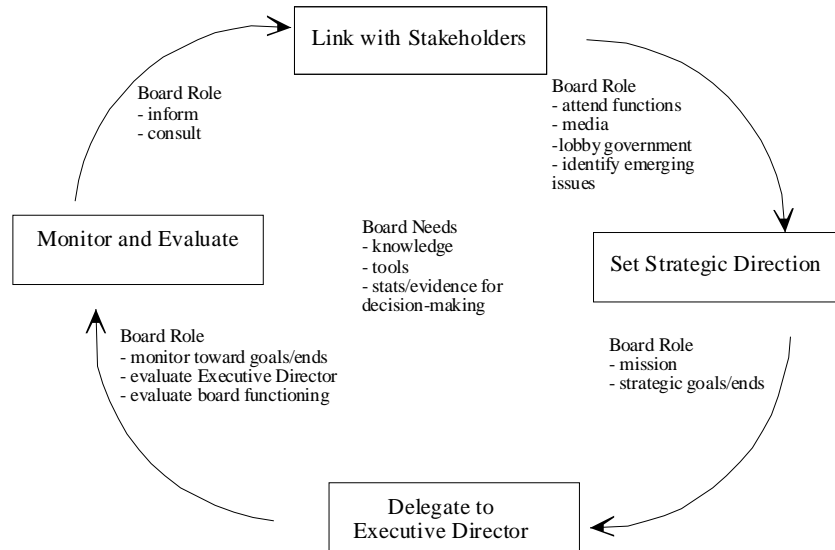 Link with Stakeholders
Board Role
- inform
- consult
Board Role
- attend functions
- media
-lobby government
- identify emerging
issues
Monitor and Evaluate
Board Needs
- knowledge
- tools
- stats/evidence for
decision-making
Set Strategic Direction
Board Role
- monitor toward goals/ends
- evaluate Executive Director
- evaluate board functioning
Board Role
- mission
- strategic goals/ends
Delegate to
Executive Director